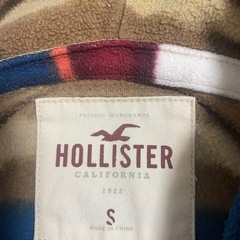 PACIFIC MERCHANTS
HOLLISTER
CALIFORNIA
1922
S
MADE IN CHINA